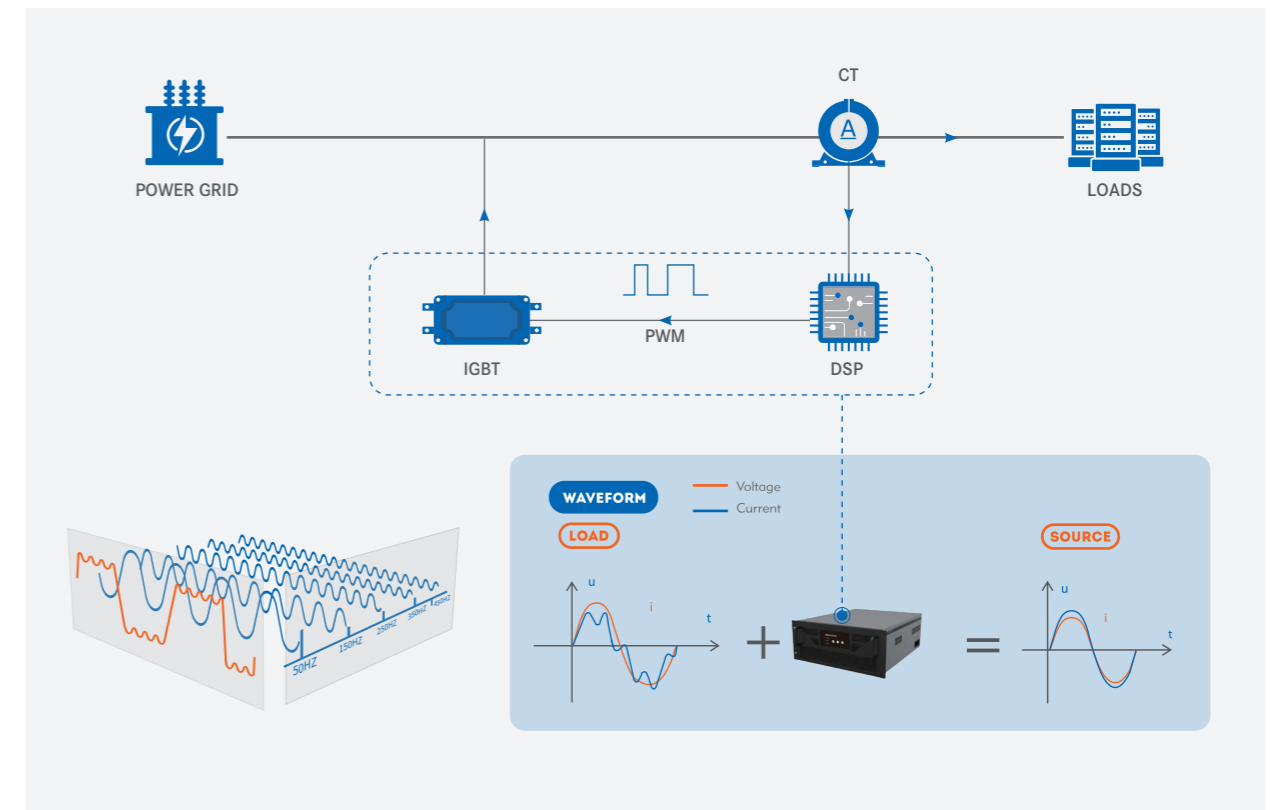 CT
A
POWER GRID
LOADS
PWM
IGBT
DSP
WAVEFORM
Voltage
Current
LOAD
SOURCE
u
i
t
u
i
t
50HZ
150HZ
250HZ
350HZ
450HZ